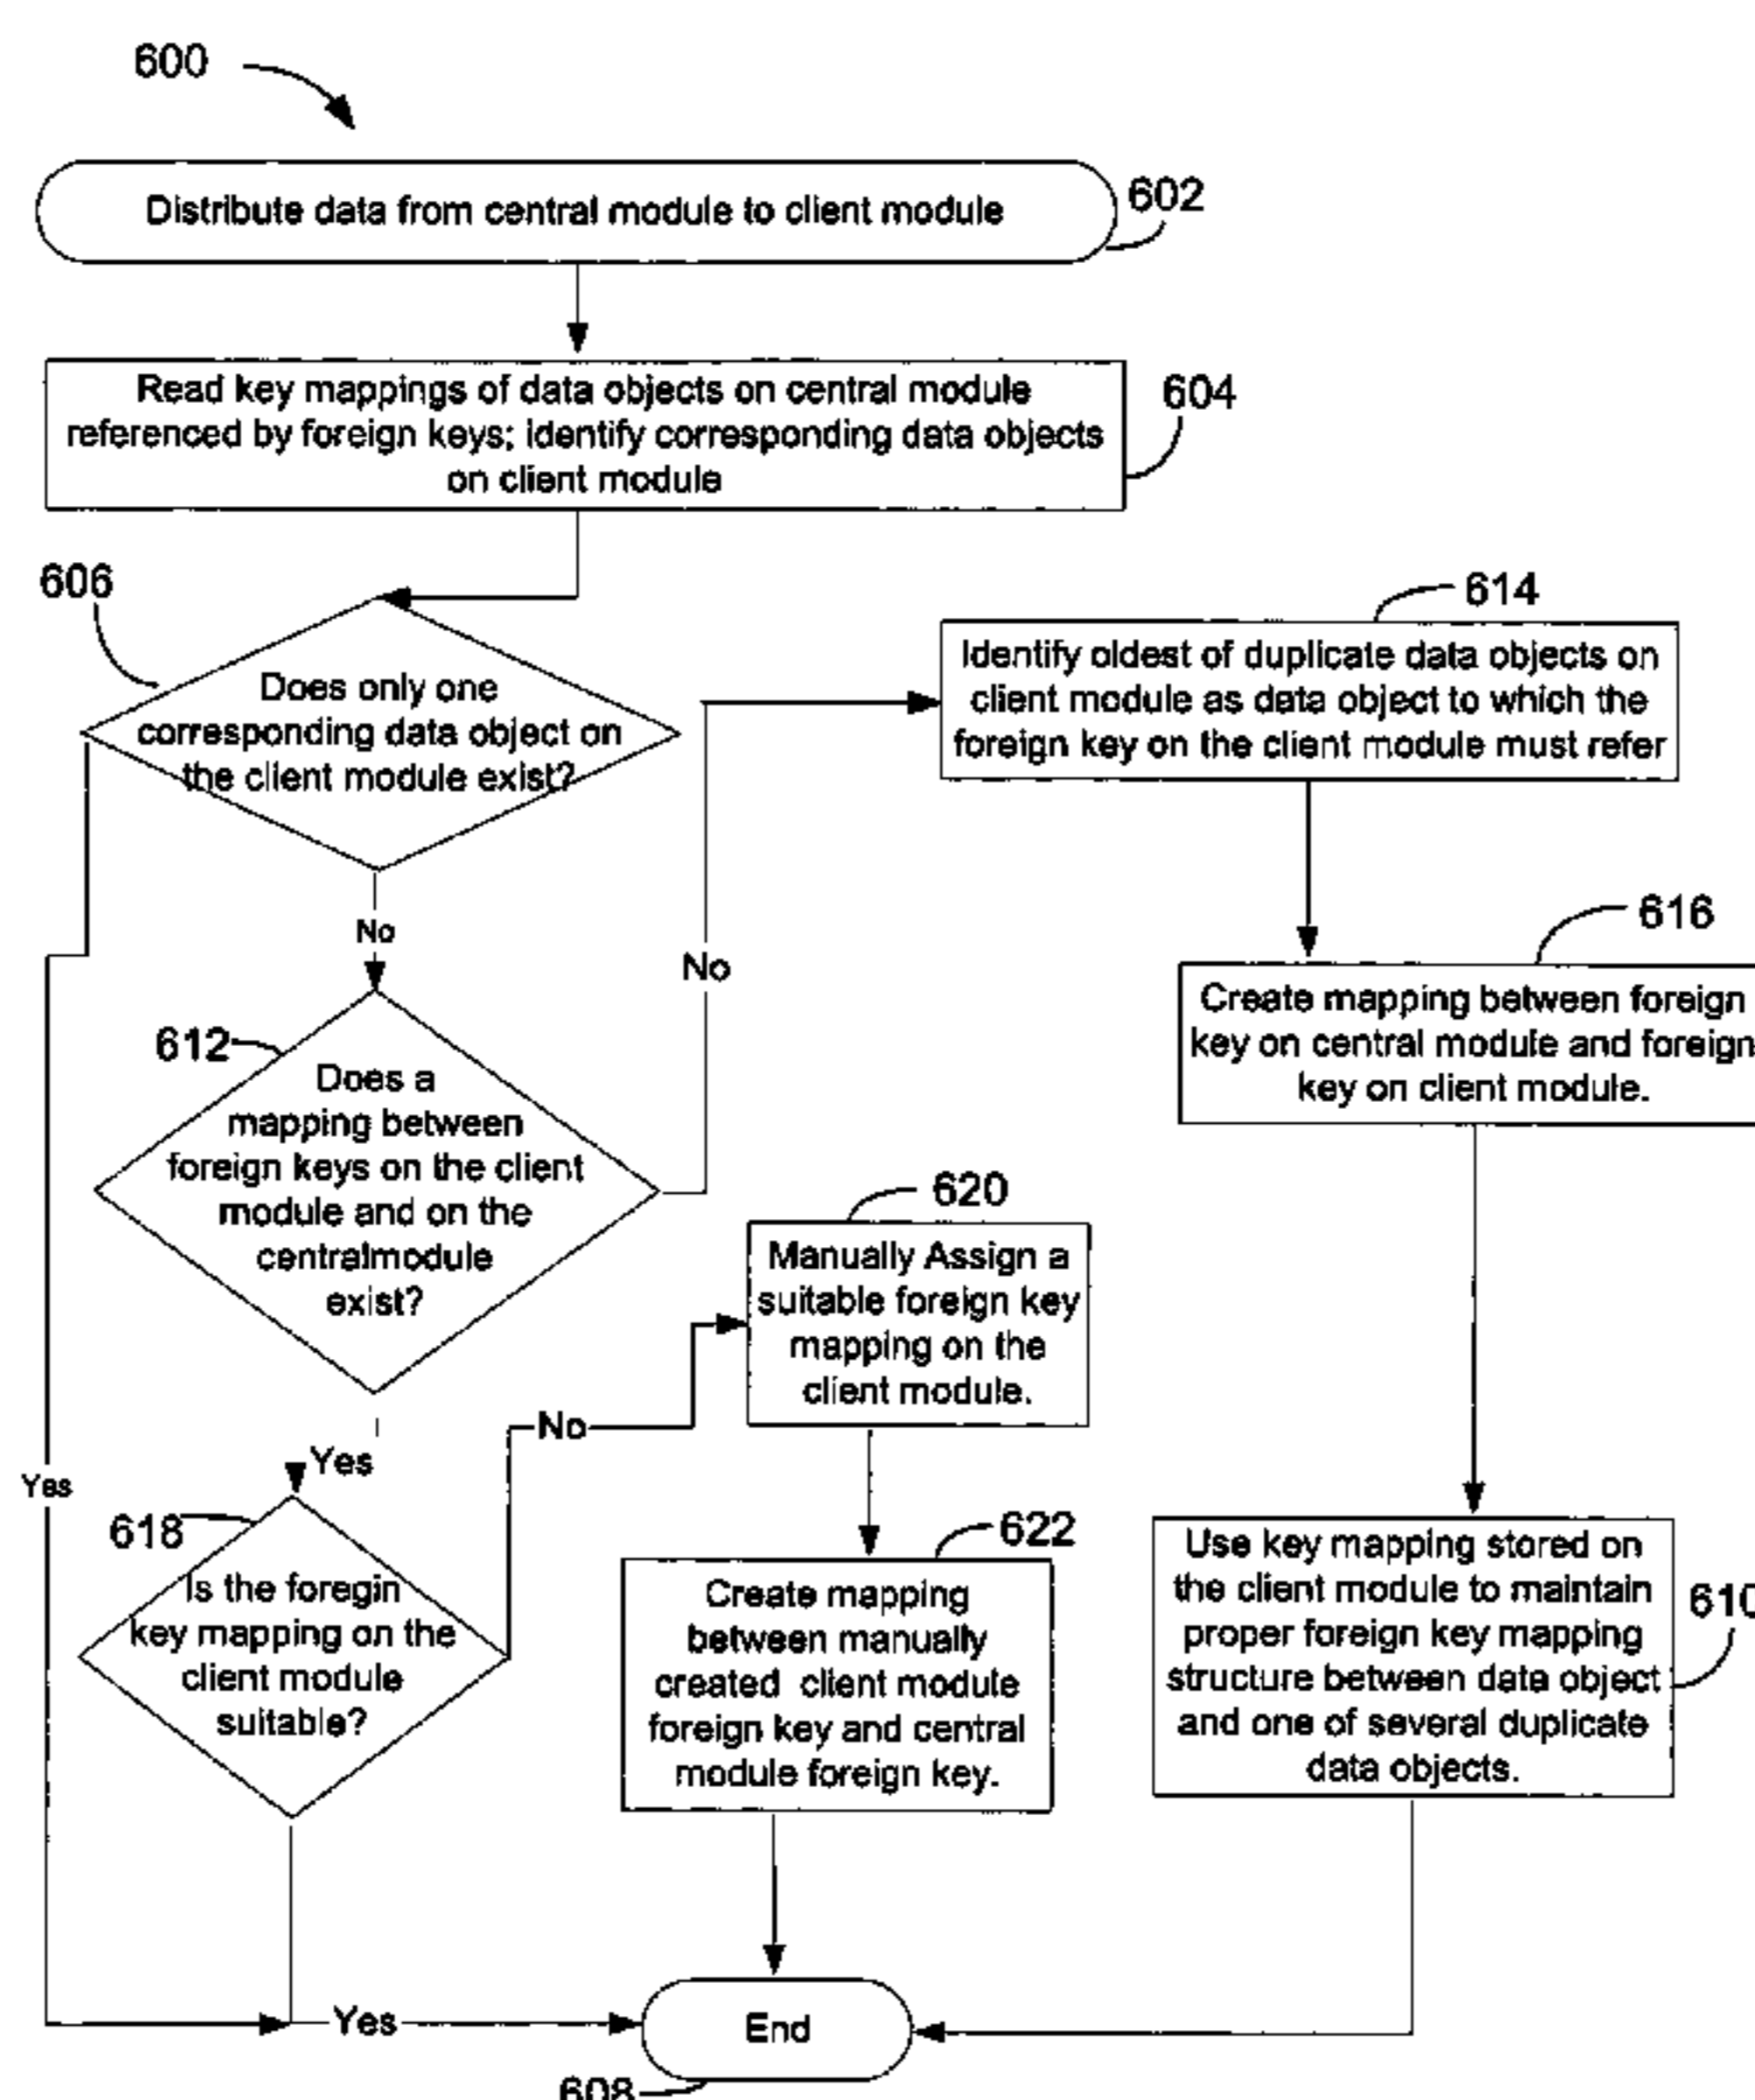 600
Distribute data from central module to client module
602
Read key mappings of data objects on central module
referenced by foreign keys; identify corresponding data objects
on client module
604
606
Does only one
corresponding data object on
the client module exist?
614
Identify oldest of duplicate data objects on
client module as data object to which the
foreign key on the client module must refer
No
No
616
Create mapping between foreign
key on central module and foreign
key on client module.
612
Does a
mapping between
foreign keys on the client
module and on the
centralmodule
exist?
620
Manually Assign a
suitable foreign key
mapping on the
client module.
No
Yes
Yes
618
Is the foregin
key mapping on the
client module
suitable?
622
Create mapping
between manually
created client module
foreign key and central
module foreign key.
Use key mapping stored on
the client module to maintain
proper foreign key mapping
structure between data object
and one of several duplicate
data objects.
610
Yes
End
608